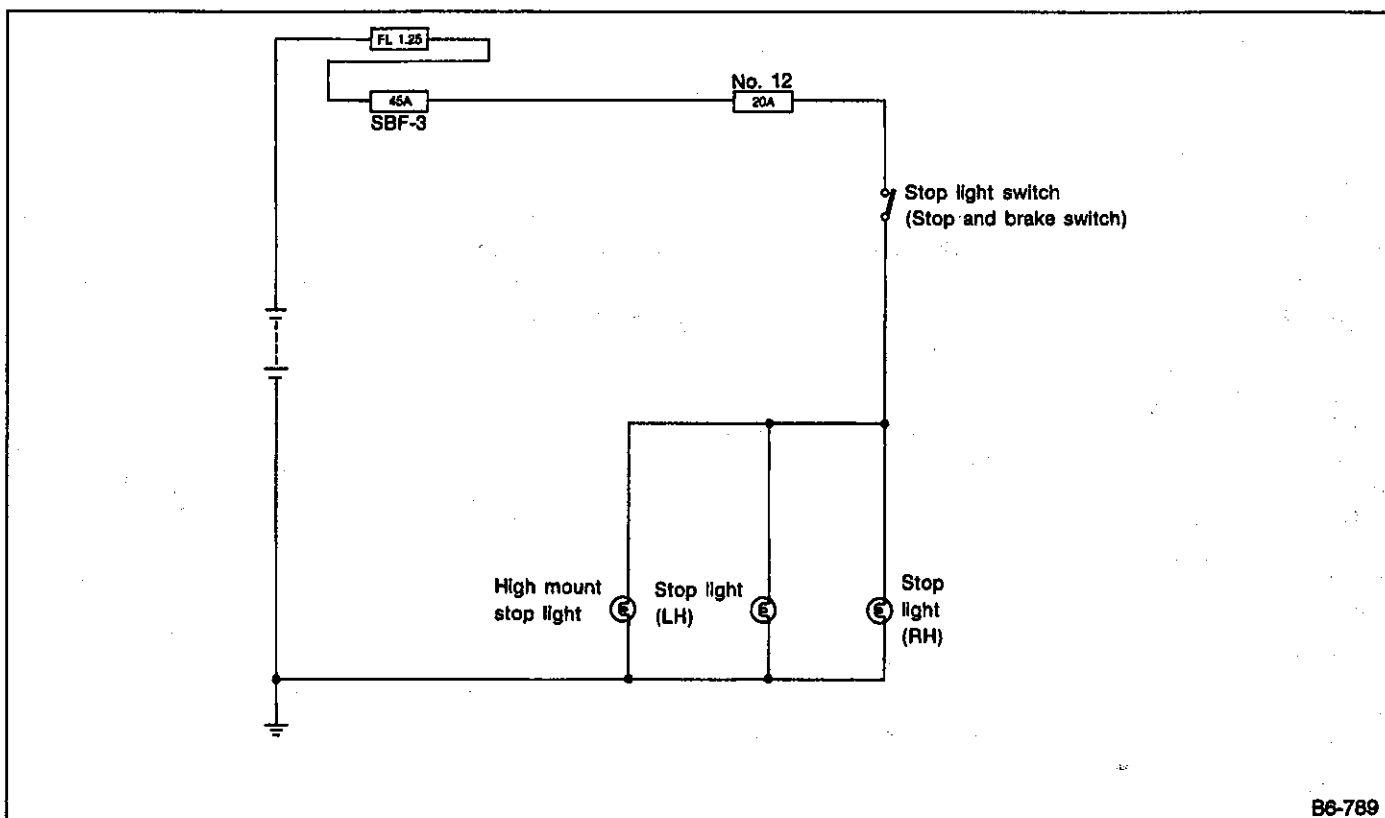 FL 1.25
45A
SBF-3
No. 12
20A
Stop light switch
(Stop and brake switch)
High mount
stop light
Stop light
(LH)
Stop
light
(RH)
B6-789